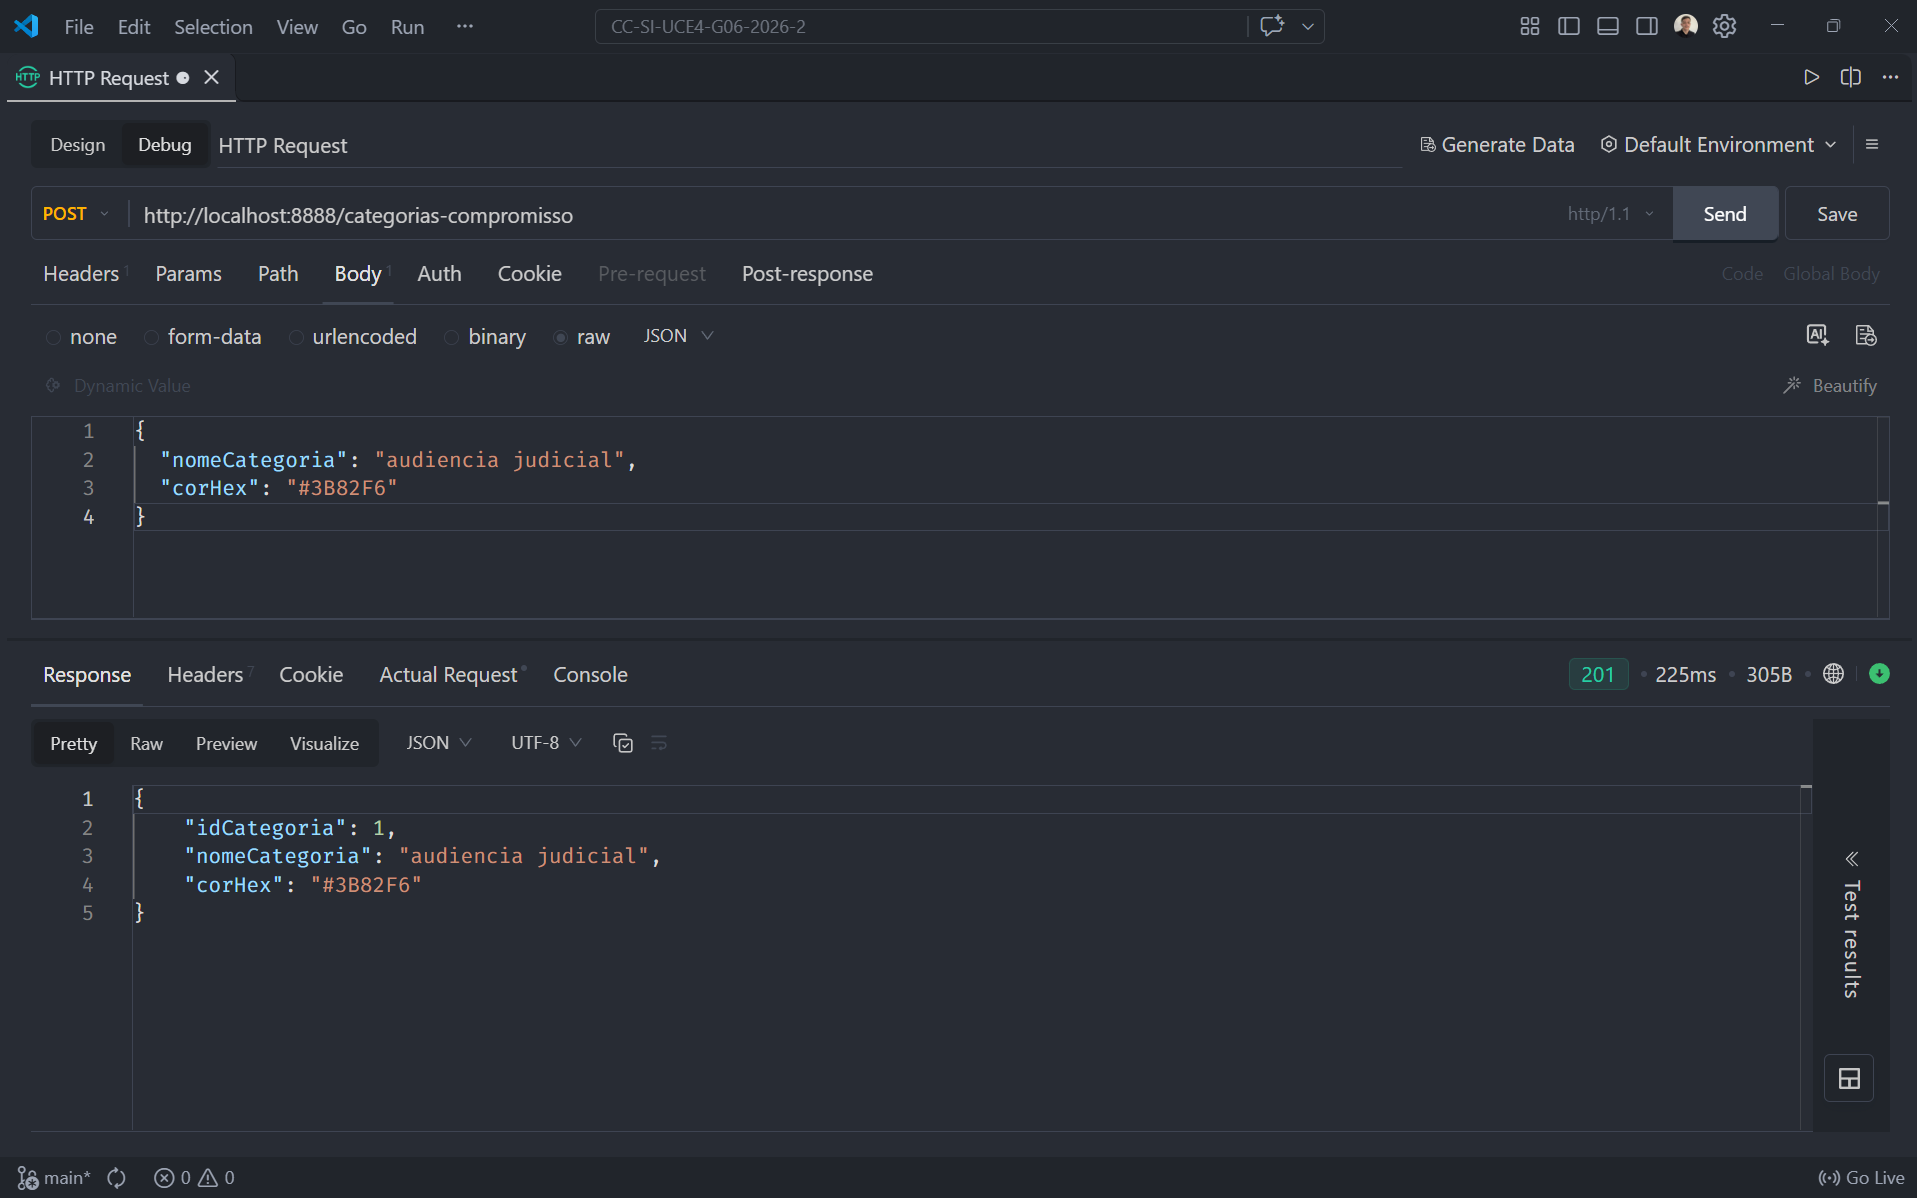 File Edit Selection View Go Run ··· CC-SI-UCE4-G06-2026-2
HTTP HTTP Request
Design Debug HTTP Request Generate Data Default Environment
POST http://localhost:8888/categorias-compromisso http/1.1 Send Save
Headers 1 Params Path Body 1 Auth Cookie Pre-request Post-response Code Global Body
none form-data urlencoded binary raw JSON AI
Dynamic Value Beautify
1 {
2 "nomeCategoria": "audiencia judicial",
3 "corHex": "#3B82F6"
4 }
Response Headers 7 Cookie Actual Request Console 201 225ms 305B
Pretty Raw Preview Visualize JSON UTF-8
1 {
2 "idCategoria": 1,
3 "nomeCategoria": "audiencia judicial",
4 "corHex": "#3B82F6"
5 }
Test results
main* 0 0 Go Live